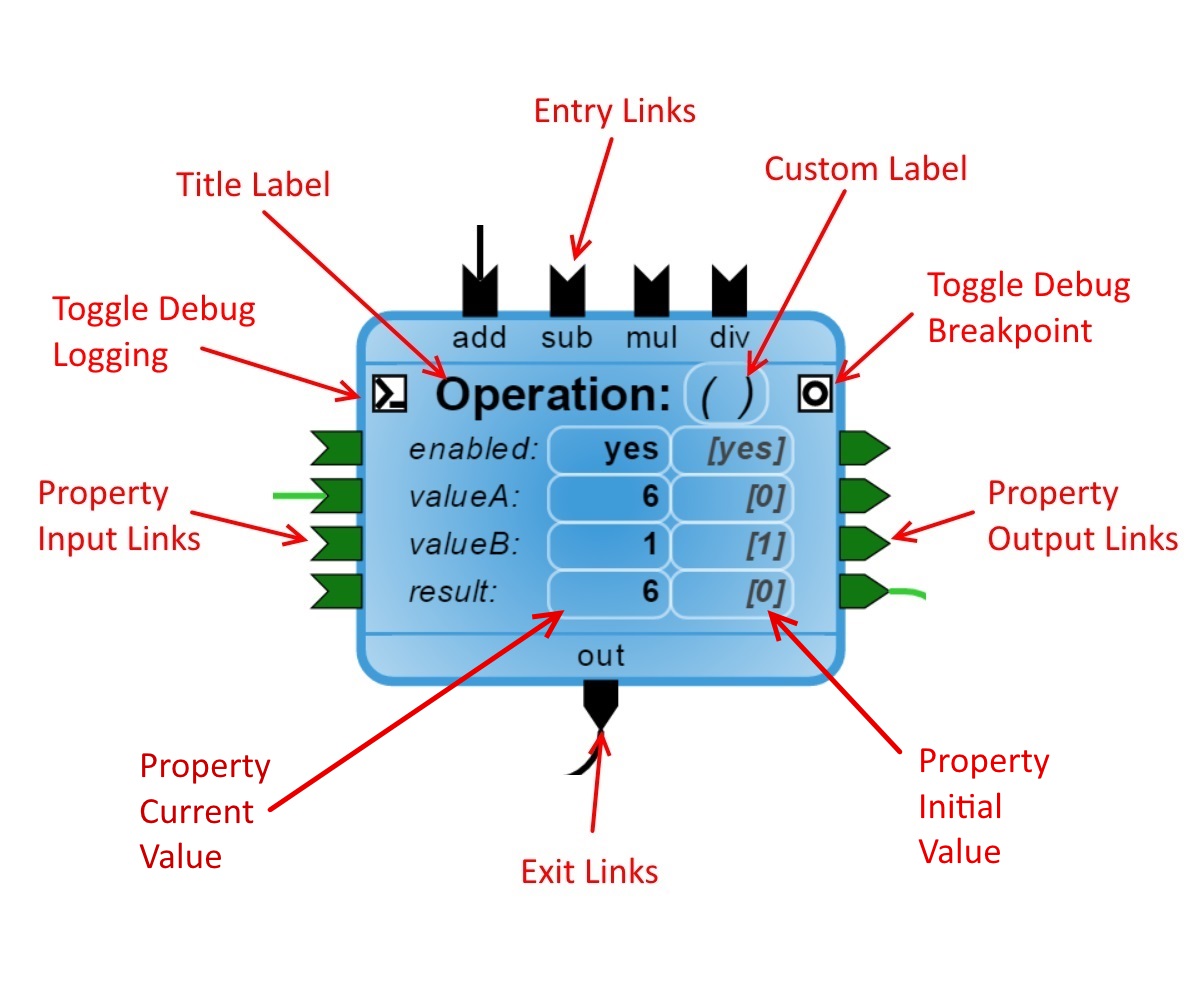 Entry Links
Custom Label
Title Label
Toggle Debug
Breakpoint
Toggle Debug
Logging
add sub mul div
Operation: ( )
enabled: yes [yes]
valueA: 6 [0]
valueB: 1 [1]
result: 6 [0]
Property
Input Links
Property
Output Links
out
Property
Current
Value
Property
Initial
Value
Exit Links